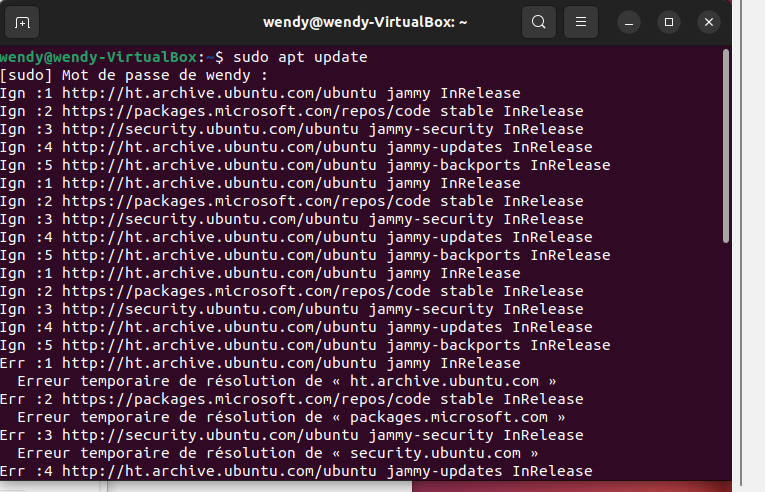 wendy@wendy-VirtualBox: ~
wendy@wendy-VirtualBox:~$ sudo apt update
[sudo] Mot de passe de wendy :
Ign :1 http://ht.archive.ubuntu.com/ubuntu jammy InRelease
Ign :2 https://packages.microsoft.com/repos/code stable InRelease
Ign :3 http://security.ubuntu.com/ubuntu jammy-security InRelease
Ign :4 http://ht.archive.ubuntu.com/ubuntu jammy-updates InRelease
Ign :5 http://ht.archive.ubuntu.com/ubuntu jammy-backports InRelease
Ign :1 http://ht.archive.ubuntu.com/ubuntu jammy InRelease
Ign :2 https://packages.microsoft.com/repos/code stable InRelease
Ign :3 http://security.ubuntu.com/ubuntu jammy-security InRelease
Ign :4 http://ht.archive.ubuntu.com/ubuntu jammy-updates InRelease
Ign :5 http://ht.archive.ubuntu.com/ubuntu jammy-backports InRelease
Ign :1 http://ht.archive.ubuntu.com/ubuntu jammy InRelease
Ign :2 https://packages.microsoft.com/repos/code stable InRelease
Ign :3 http://security.ubuntu.com/ubuntu jammy-security InRelease
Ign :4 http://ht.archive.ubuntu.com/ubuntu jammy-updates InRelease
Ign :5 http://ht.archive.ubuntu.com/ubuntu jammy-backports InRelease
Err :1 http://ht.archive.ubuntu.com/ubuntu jammy InRelease
  Erreur temporaire de résolution de « ht.archive.ubuntu.com »
Err :2 https://packages.microsoft.com/repos/code stable InRelease
  Erreur temporaire de résolution de « packages.microsoft.com »
Err :3 http://security.ubuntu.com/ubuntu jammy-security InRelease
  Erreur temporaire de résolution de « security.ubuntu.com »
Err :4 http://ht.archive.ubuntu.com/ubuntu jammy-updates InRelease